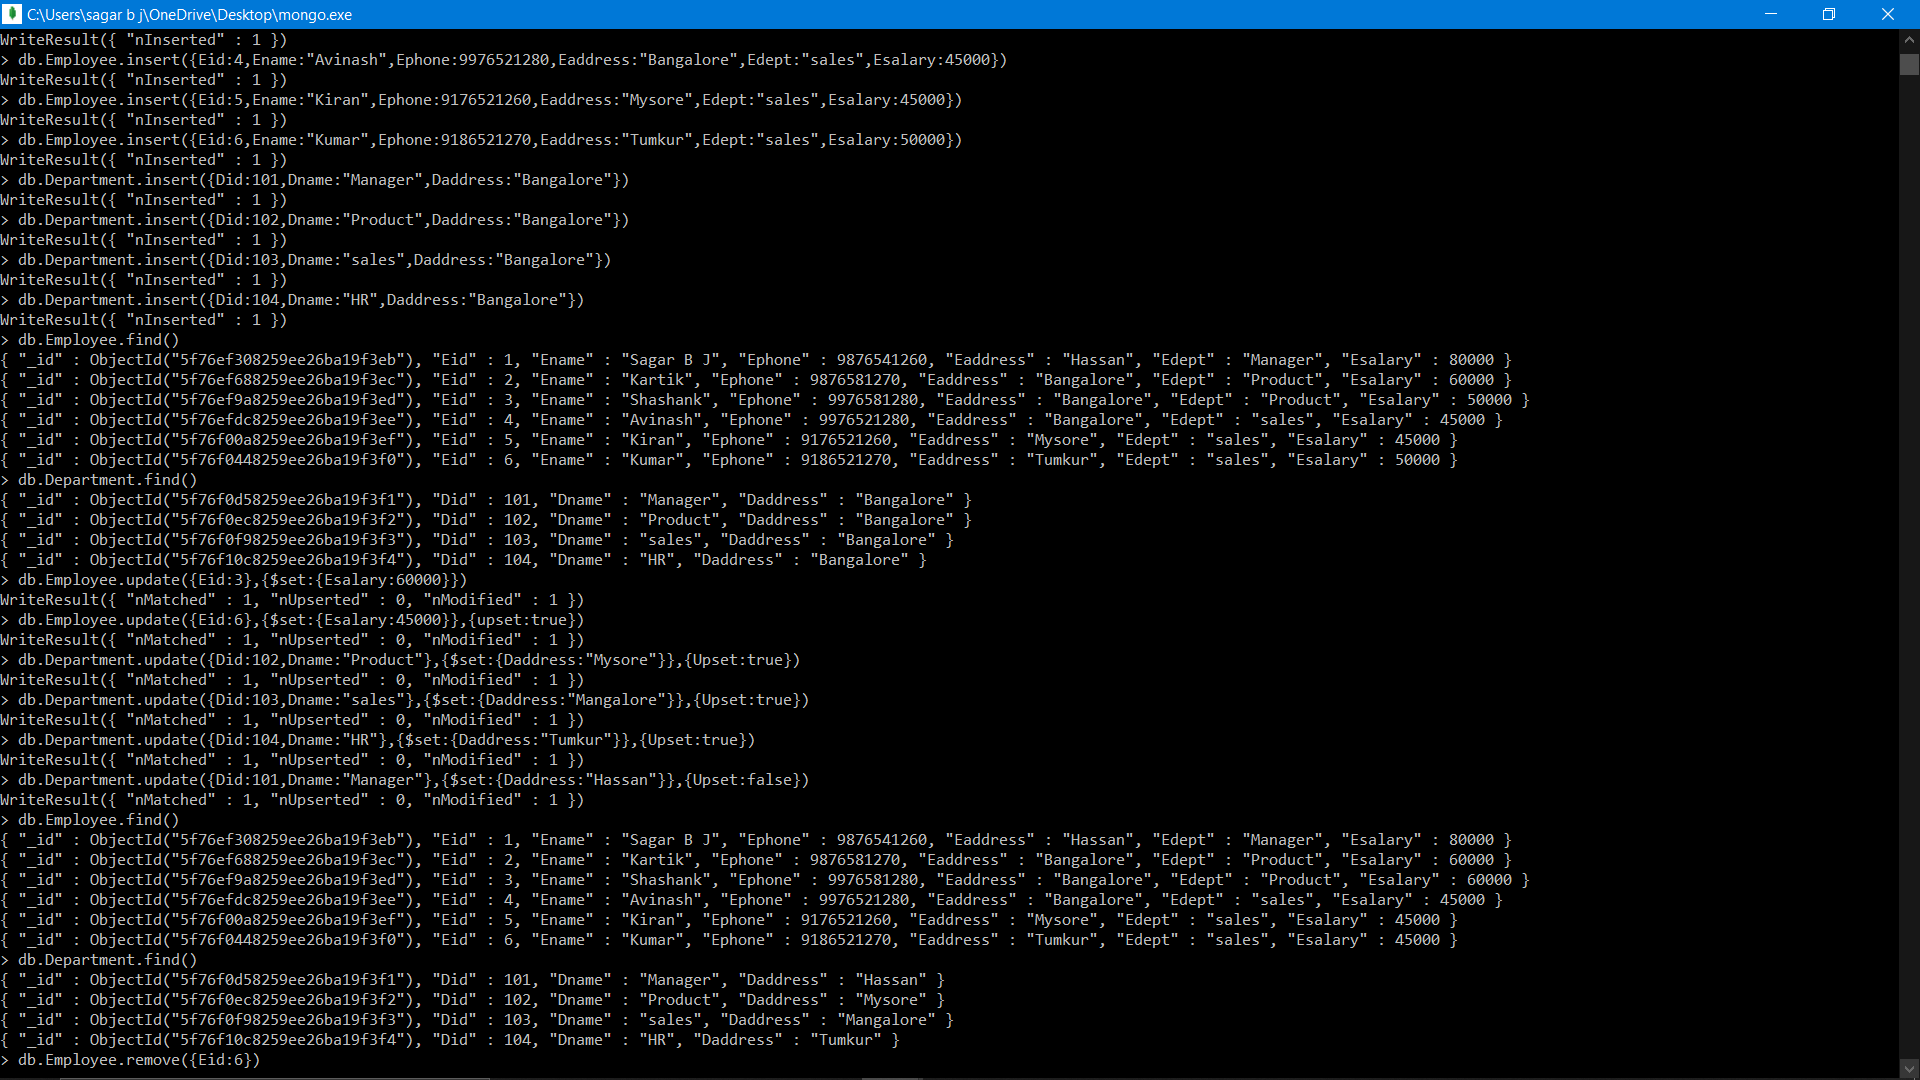 C:\Users\sagar b j\OneDrive\Desktop\mongo.exe
WriteResult({ "nInserted" : 1 })
> db.Employee.insert({Eid:4,Ename:"Avinash",Ephone:9976521280,Eaddress:"Bangalore",Edept:"sales",Esalary:45000})
WriteResult({ "nInserted" : 1 })
> db.Employee.insert({Eid:5,Ename:"Kiran",Ephone:9176521260,Eaddress:"Mysore",Edept:"sales",Esalary:45000})
WriteResult({ "nInserted" : 1 })
> db.Employee.insert({Eid:6,Ename:"Kumar",Ephone:9186521270,Eaddress:"Tumkur",Edept:"sales",Esalary:50000})
WriteResult({ "nInserted" : 1 })
> db.Department.insert({Did:101,Dname:"Manager",Daddress:"Bangalore"})
WriteResult({ "nInserted" : 1 })
> db.Department.insert({Did:102,Dname:"Product",Daddress:"Bangalore"})
WriteResult({ "nInserted" : 1 })
> db.Department.insert({Did:103,Dname:"sales",Daddress:"Bangalore"})
WriteResult({ "nInserted" : 1 })
> db.Department.insert({Did:104,Dname:"HR",Daddress:"Bangalore"})
WriteResult({ "nInserted" : 1 })
> db.Employee.find()
{ "_id" : ObjectId("5f76ef308259ee26ba19f3eb"), "Eid" : 1, "Ename" : "Sagar B J", "Ephone" : 9876541260, "Eaddress" : "Hassan", "Edept" : "Manager", "Esalary" : 80000 }
{ "_id" : ObjectId("5f76ef688259ee26ba19f3ec"), "Eid" : 2, "Ename" : "Kartik", "Ephone" : 9876581270, "Eaddress" : "Bangalore", "Edept" : "Product", "Esalary" : 60000 }
{ "_id" : ObjectId("5f76ef9a8259ee26ba19f3ed"), "Eid" : 3, "Ename" : "Shashank", "Ephone" : 9976581280, "Eaddress" : "Bangalore", "Edept" : "Product", "Esalary" : 50000 }
{ "_id" : ObjectId("5f76efdc8259ee26ba19f3ee"), "Eid" : 4, "Ename" : "Avinash", "Ephone" : 9976521280, "Eaddress" : "Bangalore", "Edept" : "sales", "Esalary" : 45000 }
{ "_id" : ObjectId("5f76f00a8259ee26ba19f3ef"), "Eid" : 5, "Ename" : "Kiran", "Ephone" : 9176521260, "Eaddress" : "Mysore", "Edept" : "sales", "Esalary" : 45000 }
{ "_id" : ObjectId("5f76f0448259ee26ba19f3f0"), "Eid" : 6, "Ename" : "Kumar", "Ephone" : 9186521270, "Eaddress" : "Tumkur", "Edept" : "sales", "Esalary" : 50000 }
> db.Department.find()
{ "_id" : ObjectId("5f76f0d58259ee26ba19f3f1"), "Did" : 101, "Dname" : "Manager", "Daddress" : "Bangalore" }
{ "_id" : ObjectId("5f76f0ec8259ee26ba19f3f2"), "Did" : 102, "Dname" : "Product", "Daddress" : "Bangalore" }
{ "_id" : ObjectId("5f76f0f98259ee26ba19f3f3"), "Did" : 103, "Dname" : "sales", "Daddress" : "Bangalore" }
{ "_id" : ObjectId("5f76f10c8259ee26ba19f3f4"), "Did" : 104, "Dname" : "HR", "Daddress" : "Bangalore" }
> db.Employee.update({Eid:3},{$set:{Esalary:60000}})
WriteResult({ "nMatched" : 1, "nUpserted" : 0, "nModified" : 1 })
> db.Employee.update({Eid:6},{$set:{Esalary:45000}},{upset:true})
WriteResult({ "nMatched" : 1, "nUpserted" : 0, "nModified" : 1 })
> db.Department.update({Did:102,Dname:"Product"},{$set:{Daddress:"Mysore"}},{Upset:true})
WriteResult({ "nMatched" : 1, "nUpserted" : 0, "nModified" : 1 })
> db.Department.update({Did:103,Dname:"sales"},{$set:{Daddress:"Mangalore"}},{Upset:true})
WriteResult({ "nMatched" : 1, "nUpserted" : 0, "nModified" : 1 })
> db.Department.update({Did:104,Dname:"HR"},{$set:{Daddress:"Tumkur"}},{Upset:true})
WriteResult({ "nMatched" : 1, "nUpserted" : 0, "nModified" : 1 })
> db.Department.update({Did:101,Dname:"Manager"},{$set:{Daddress:"Hassan"}},{Upset:false})
WriteResult({ "nMatched" : 1, "nUpserted" : 0, "nModified" : 1 })
> db.Employee.find()
{ "_id" : ObjectId("5f76ef308259ee26ba19f3eb"), "Eid" : 1, "Ename" : "Sagar B J", "Ephone" : 9876541260, "Eaddress" : "Hassan", "Edept" : "Manager", "Esalary" : 80000 }
{ "_id" : ObjectId("5f76ef688259ee26ba19f3ec"), "Eid" : 2, "Ename" : "Kartik", "Ephone" : 9876581270, "Eaddress" : "Bangalore", "Edept" : "Product", "Esalary" : 60000 }
{ "_id" : ObjectId("5f76ef9a8259ee26ba19f3ed"), "Eid" : 3, "Ename" : "Shashank", "Ephone" : 9976581280, "Eaddress" : "Bangalore", "Edept" : "Product", "Esalary" : 60000 }
{ "_id" : ObjectId("5f76efdc8259ee26ba19f3ee"), "Eid" : 4, "Ename" : "Avinash", "Ephone" : 9976521280, "Eaddress" : "Bangalore", "Edept" : "sales", "Esalary" : 45000 }
{ "_id" : ObjectId("5f76f00a8259ee26ba19f3ef"), "Eid" : 5, "Ename" : "Kiran", "Ephone" : 9176521260, "Eaddress" : "Mysore", "Edept" : "sales", "Esalary" : 45000 }
{ "_id" : ObjectId("5f76f0448259ee26ba19f3f0"), "Eid" : 6, "Ename" : "Kumar", "Ephone" : 9186521270, "Eaddress" : "Tumkur", "Edept" : "sales", "Esalary" : 45000 }
> db.Department.find()
{ "_id" : ObjectId("5f76f0d58259ee26ba19f3f1"), "Did" : 101, "Dname" : "Manager", "Daddress" : "Hassan" }
{ "_id" : ObjectId("5f76f0ec8259ee26ba19f3f2"), "Did" : 102, "Dname" : "Product", "Daddress" : "Mysore" }
{ "_id" : ObjectId("5f76f0f98259ee26ba19f3f3"), "Did" : 103, "Dname" : "sales", "Daddress" : "Mangalore" }
{ "_id" : ObjectId("5f76f10c8259ee26ba19f3f4"), "Did" : 104, "Dname" : "HR", "Daddress" : "Tumkur" }
> db.Employee.remove({Eid:6})